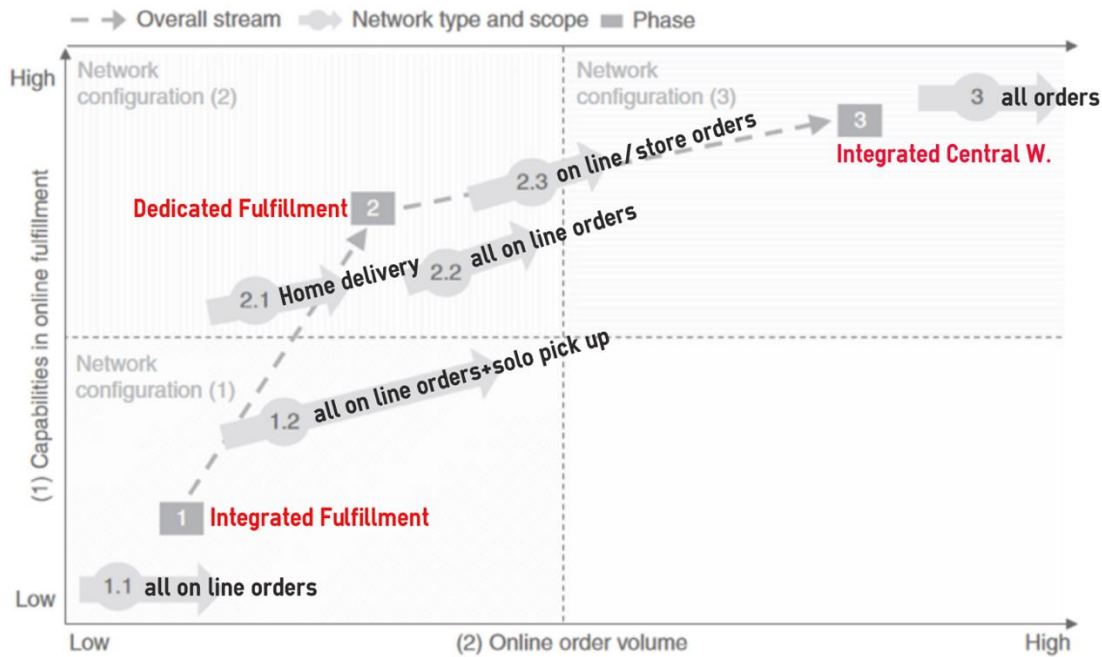 Overall stream
Network type and scope
Phase
High
Network
configuration (2)
Network
configuration (3)
3 all orders
3
Integrated Central W.
2.3 on line/store orders
Dedicated Fulfillment 2
2.2 all on line orders
2.1 Home delivery
(1) Capabilities in online fulfillment
Network
configuration (1)
1.2 all on line orders+solo pick up
1 Integrated Fulfillment
1.1 all on line orders
Low
Low
(2) Online order volume
High